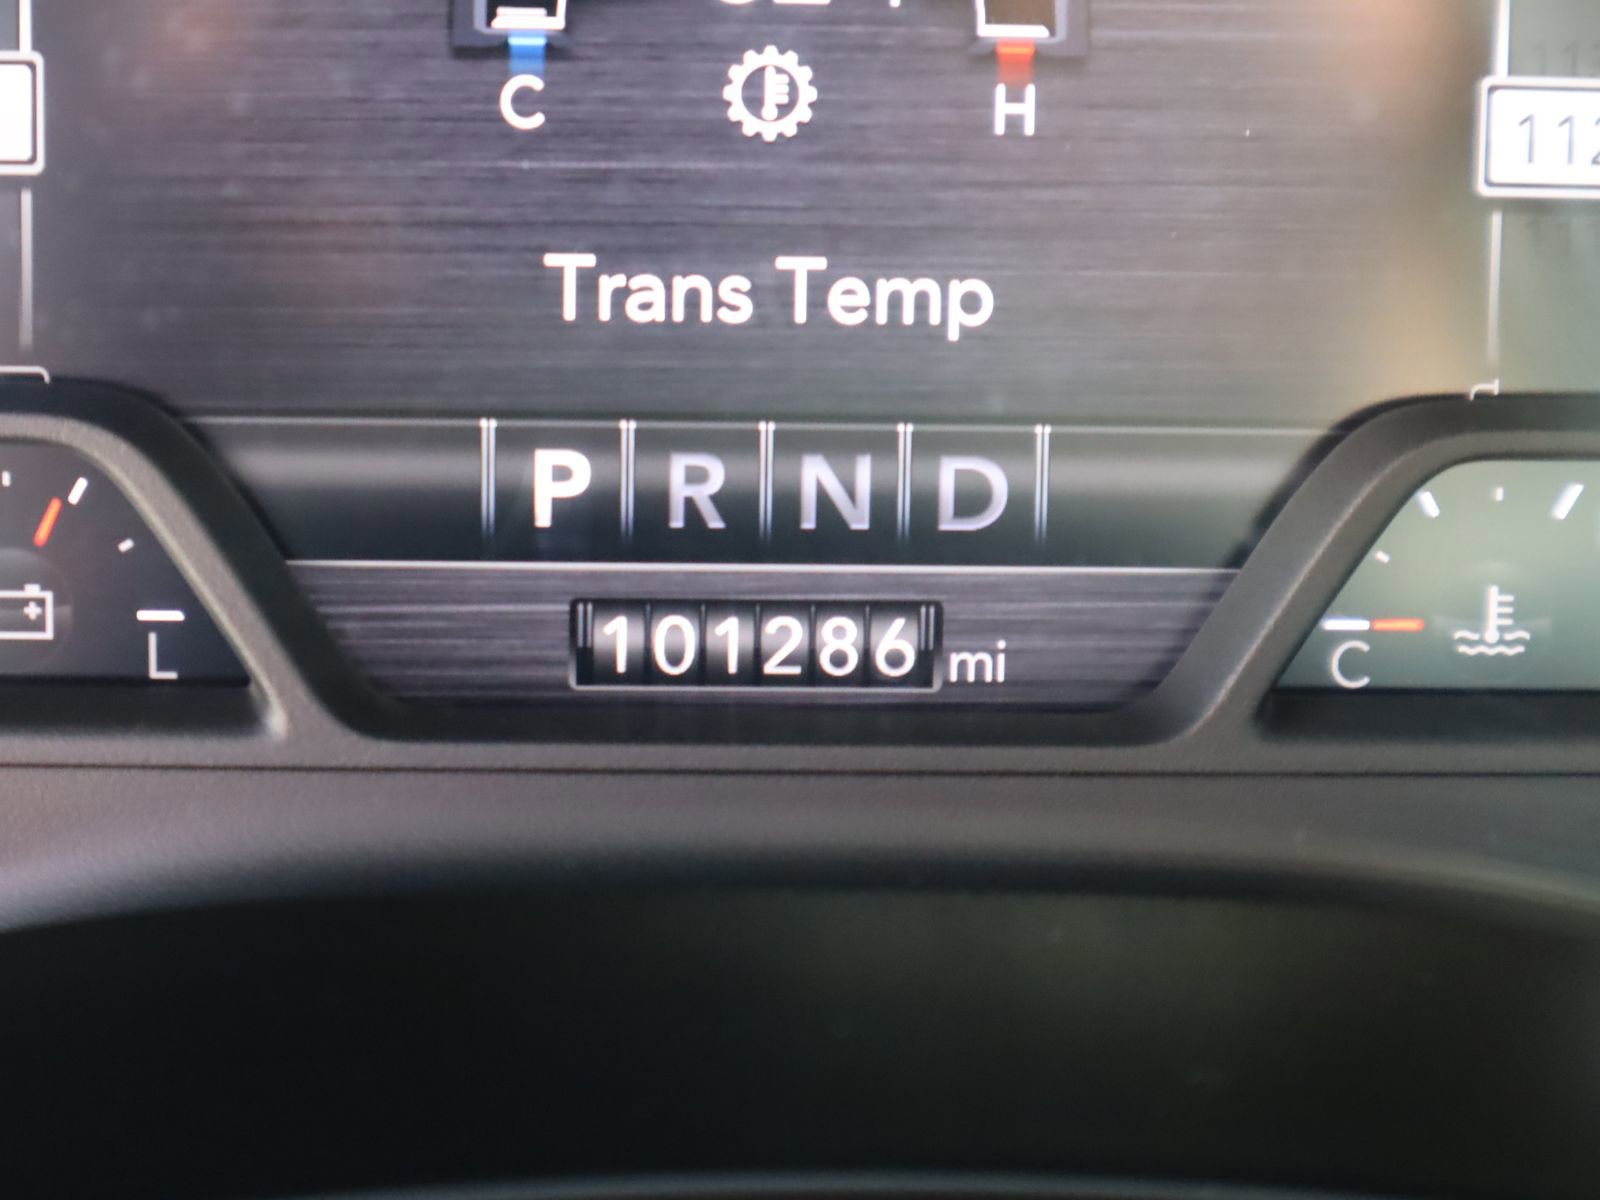 C H
Trans Temp
P R N D
101286 mi
L
C